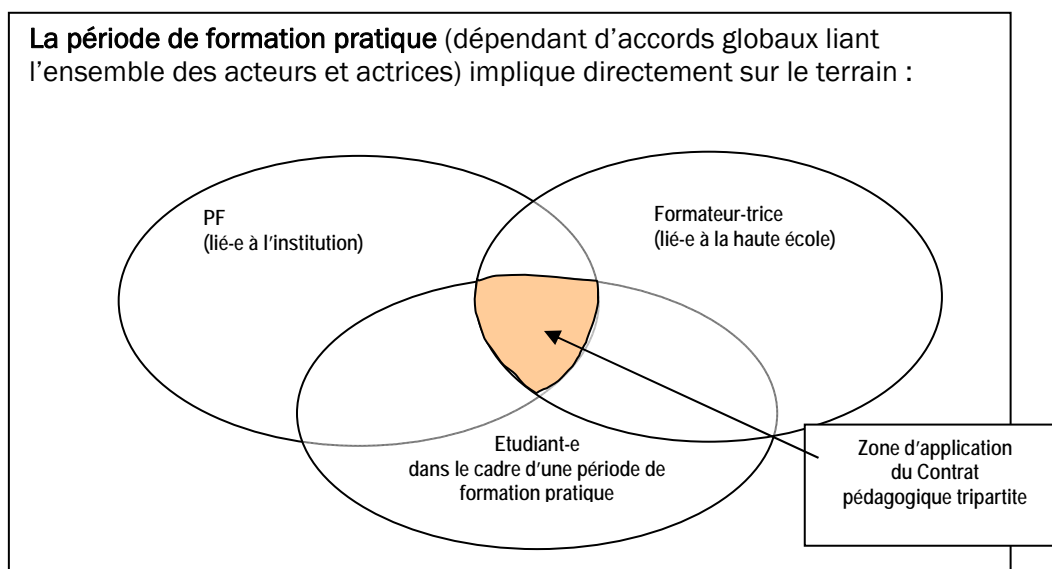 La période de formation pratique (dépendant d’accords globaux liant
l’ensemble des acteurs et actrices) implique directement sur le terrain :
PF
(lié-e à l’institution)
Formateur-trice
(lié-e à la haute école)
Etudiant-e
dans le cadre d’une période de
formation pratique
Zone d’application
du Contrat
pédagogique tripartite